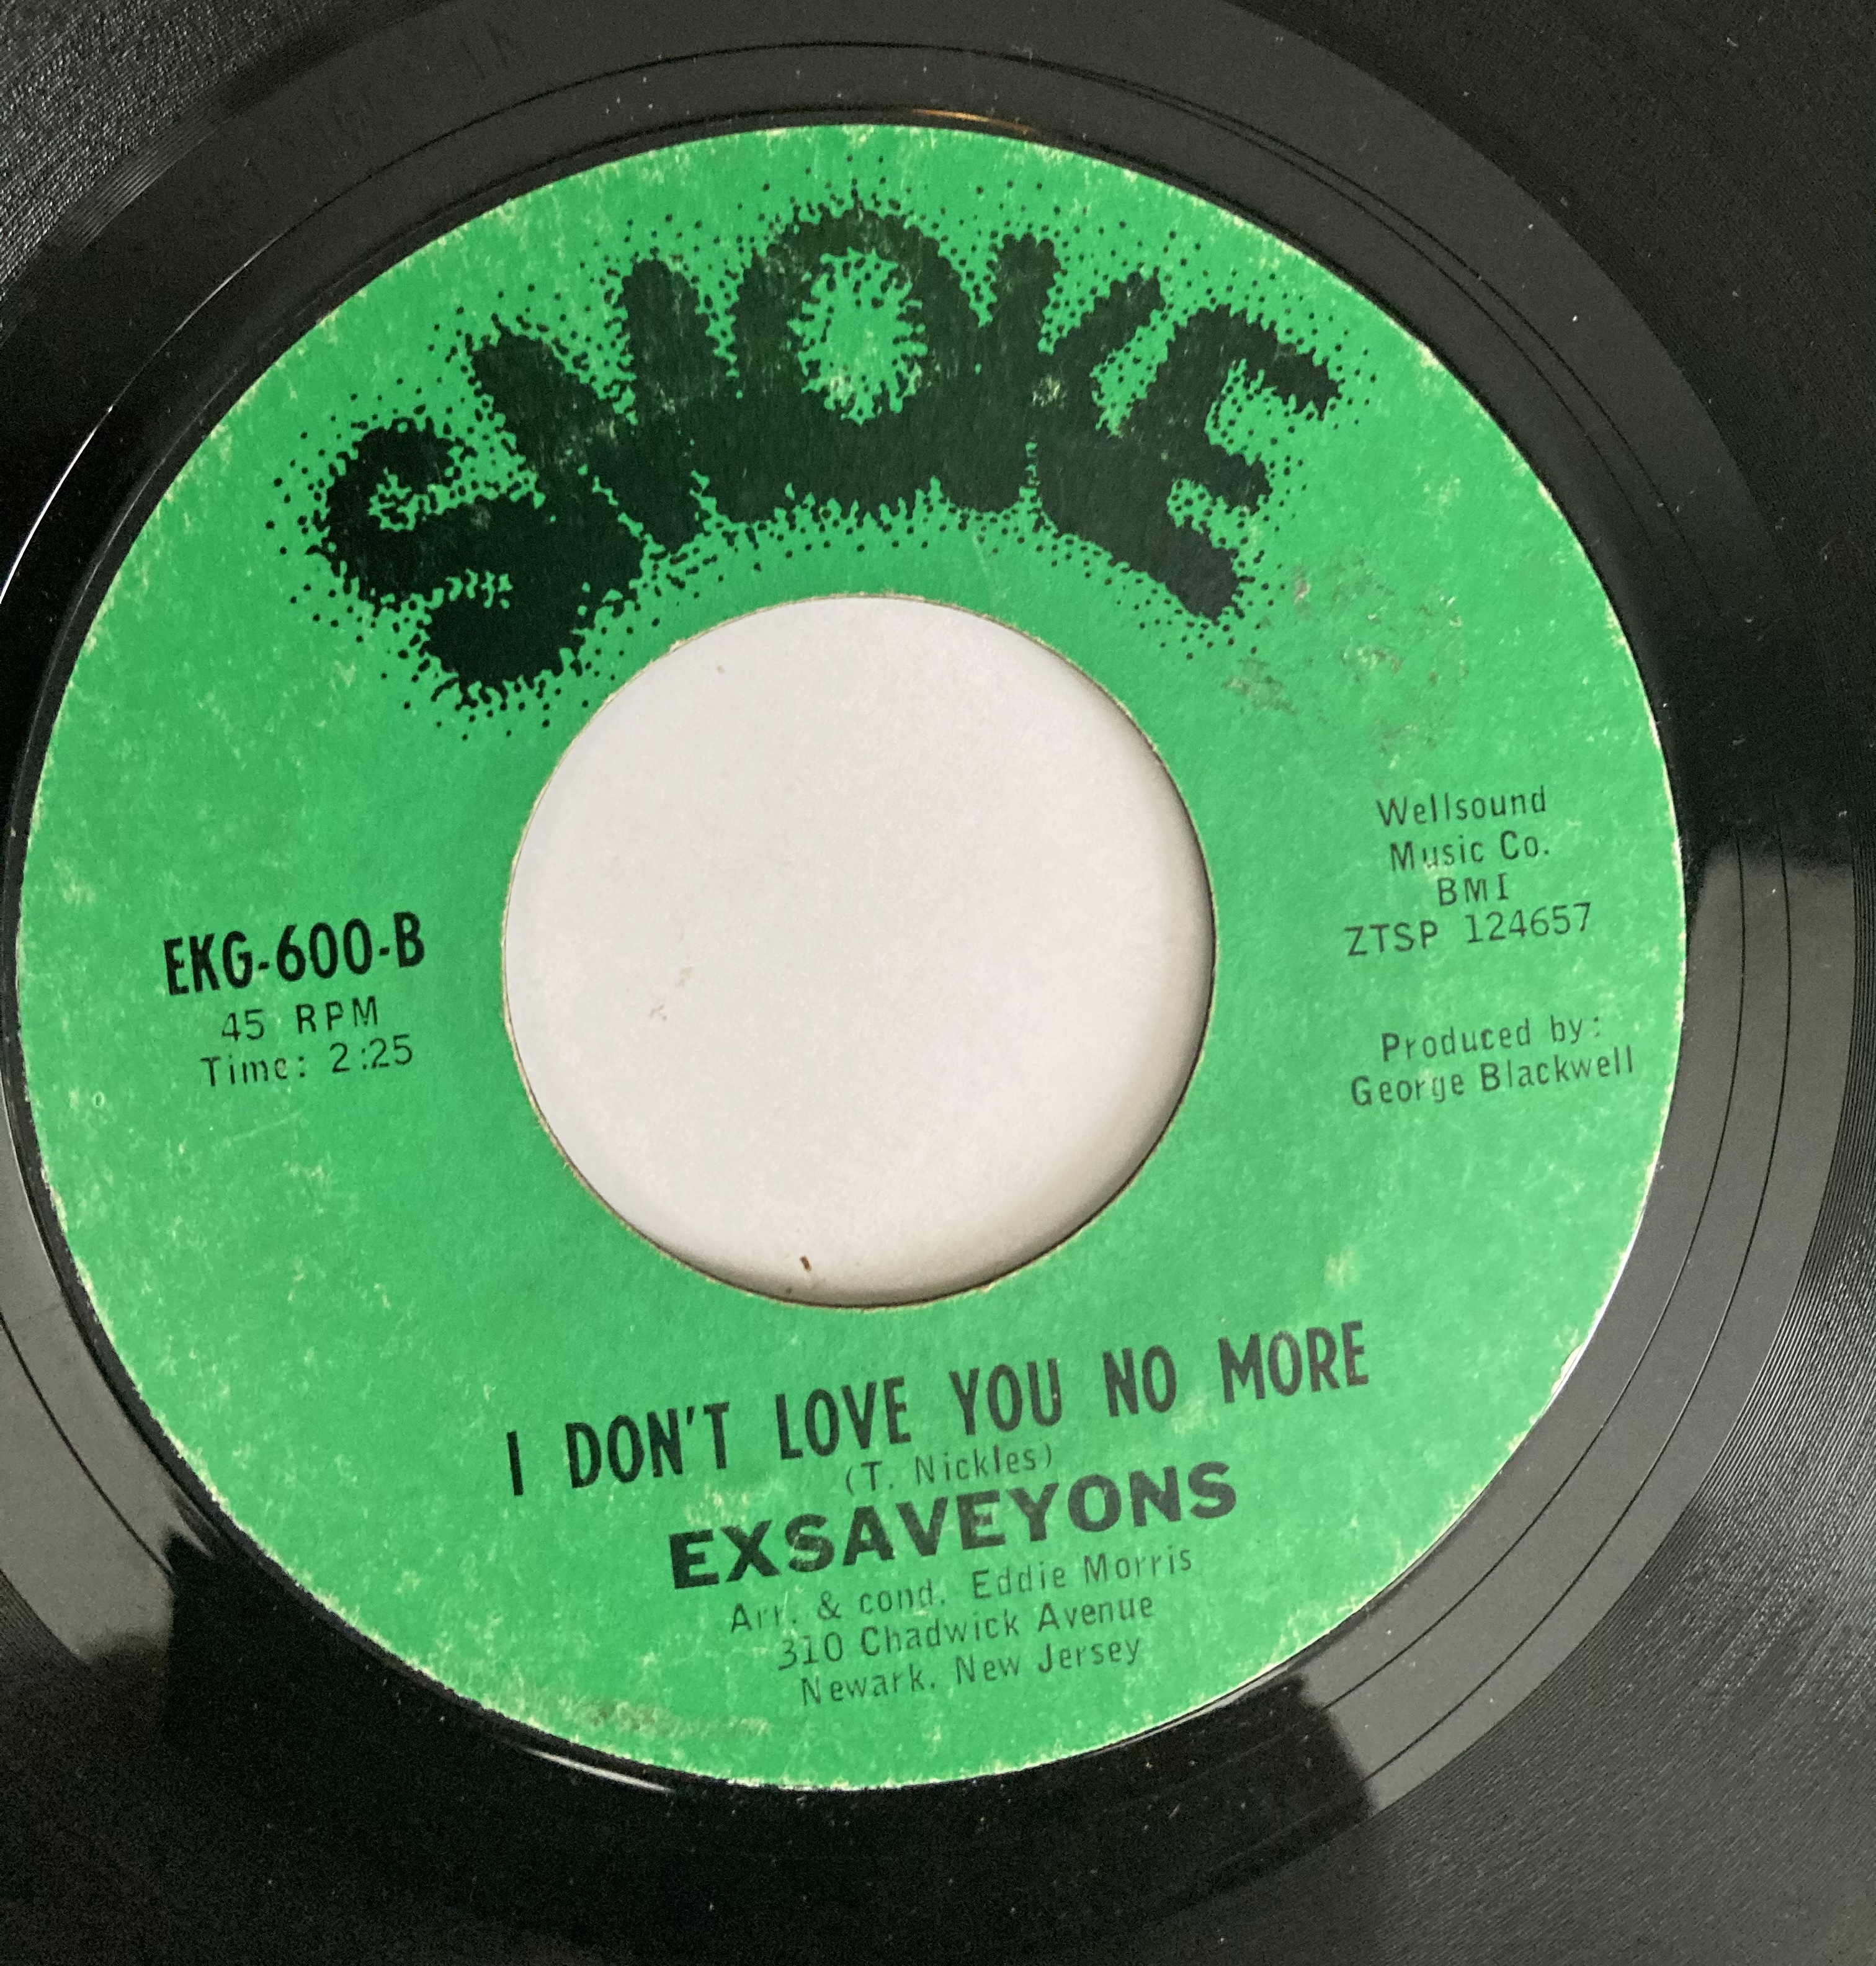 SMOKE
EKG-600-B
45 RPM
Time: 2:25
Wellsound
Music Co.
BMI
ZTSP 124657
Produced by:
George Blackwell
I DON'T LOVE YOU NO MORE
(T. Nickles)
EXSAVEYONS
Arr. & cond. Eddie Morris
310 Chadwick Avenue
Newark, New Jersey